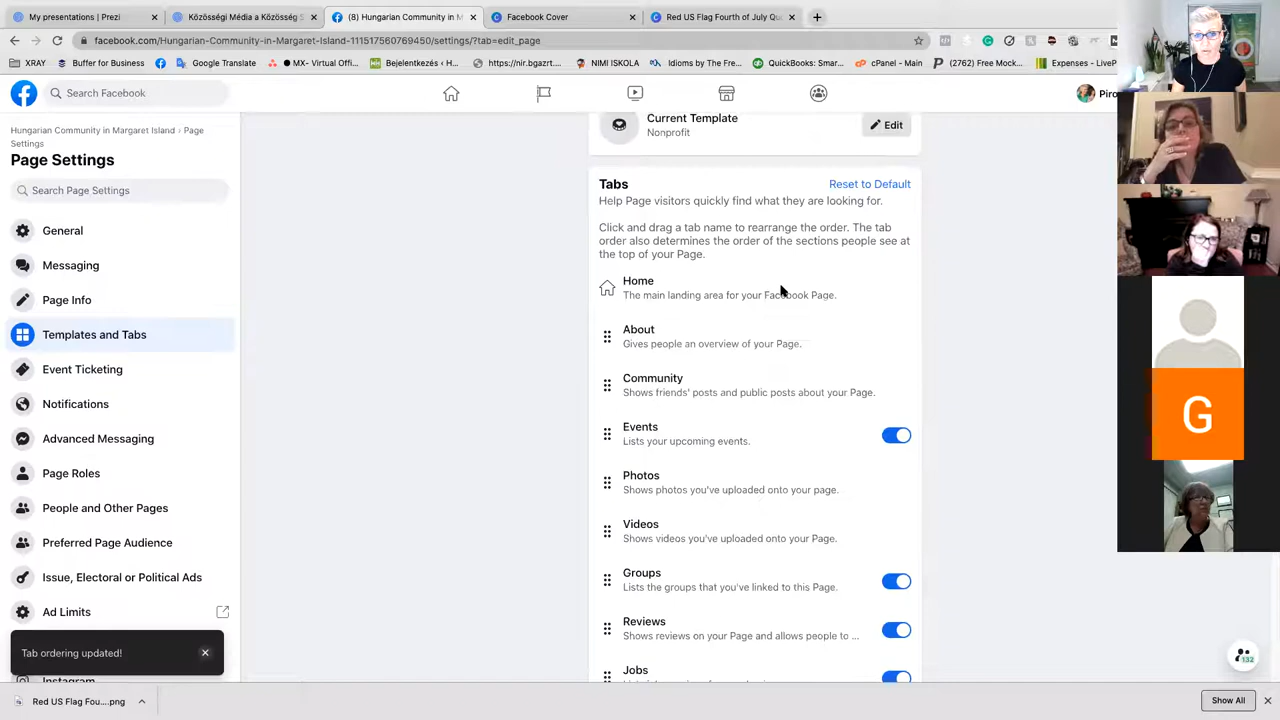 My presentations | Prezi
Közösségi Média a Közösség S
(8) Hungarian Community in M
Facebook Cover
Red US Flag Fourth of July Qu
facebook.com/Hungarian-Community-in-Margaret-Island-111517560769450/settings/?tab=edit_page
XRAY
Buffer for Business
Google Translate
MX- Virtual Offi...
Bejelentkezés ‹ H...
https://nir.bgazrt...
NIMI ISKOLA
Idioms by The Fre...
QuickBooks: Smar...
cPanel - Main
(2762) Free Mock...
Expenses - LiveP
Search Facebook
Piro
Hungarian Community in Margaret Island › Page
Settings
Page Settings
Search Page Settings
General
Messaging
Page Info
Templates and Tabs
Event Ticketing
Notifications
Advanced Messaging
Page Roles
People and Other Pages
Preferred Page Audience
Issue, Electoral or Political Ads
Ad Limits
Tab ordering updated!
Instagram
Current Template
Nonprofit
Edit
Tabs
Reset to Default
Help Page visitors quickly find what they are looking for.
Click and drag a tab name to rearrange the order. The tab
order also determines the order of the sections people see at
the top of your Page.
Home
The main landing area for your Facebook Page.
About
Gives people an overview of your Page.
Community
Shows friends' posts and public posts about your Page.
Events
Lists your upcoming events.
Photos
Shows photos you've uploaded onto your page.
Videos
Shows videos you've uploaded onto your Page.
Groups
Lists the groups that you've linked to this Page.
Reviews
Shows reviews on your Page and allows people to ...
Jobs
G
132
Red US Flag Fou....png
Show All